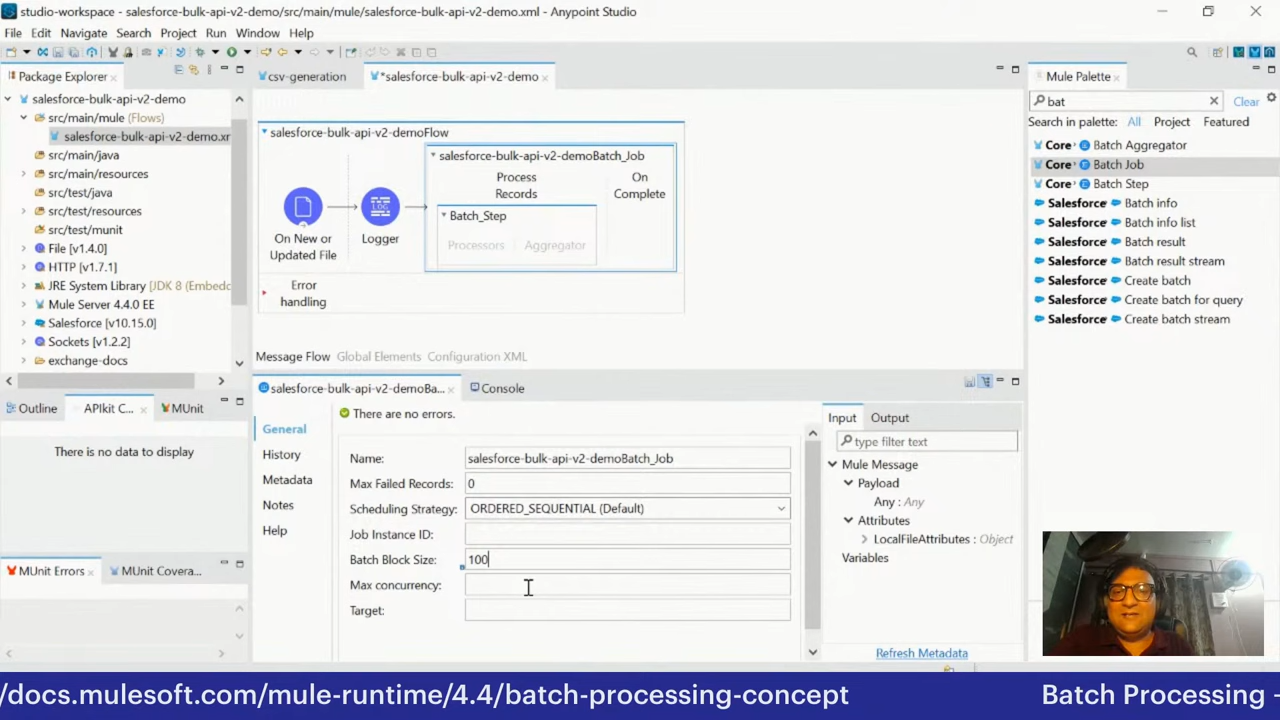 studio-workspace - salesforce-bulk-api-v2-demo/src/main/mule/salesforce-bulk-api-v2-demo.xml - Anypoint Studio
File Edit Navigate Search Project Run Window Help
Package Explorer
salesforce-bulk-api-v2-demo
src/main/mule (Flows)
salesforce-bulk-api-v2-demo.xr
src/main/java
src/main/resources
src/test/java
src/test/resources
src/test/munit
File [v1.4.0]
HTTP [v1.7.1]
JRE System Library [JDK 8 (Embedc
Mule Server 4.4.0 EE
Salesforce [v10.15.0]
Sockets [v1.2.2]
exchange-docs
Outline APIkit C... MUnit
There is no data to display
MUnit Errors MUnit Covera...
csv-generation *salesforce-bulk-api-v2-demo
salesforce-bulk-api-v2-demoFlow
salesforce-bulk-api-v2-demoBatch_Job
Process
Records
On
Complete
Batch_Step
Processors Aggregator
On New or
Updated File
LOG
Logger
Error
handling
Message Flow Global Elements Configuration XML
salesforce-bulk-api-v2-demoBa... Console
General
History
Metadata
Notes
Help
There are no errors.
Name: salesforce-bulk-api-v2-demoBatch_Job
Max Failed Records: 0
Scheduling Strategy: ORDERED_SEQUENTIAL (Default)
Job Instance ID:
Batch Block Size: 100
Max concurrency:
Target:
Input Output
type filter text
Mule Message
Payload
Any : Any
Attributes
LocalFileAttributes : Object
Variables
Refresh Metadata
Mule Palette
bat
Clear
Search in palette: All Project Featured
Core Batch Aggregator
Core Batch Job
Core Batch Step
Salesforce Batch info
Salesforce Batch info list
Salesforce Batch result
Salesforce Batch result stream
Salesforce Create batch
Salesforce Create batch for query
Salesforce Create batch stream
/docs.mulesoft.com/mule-runtime/4.4/batch-processing-concept Batch Processing -